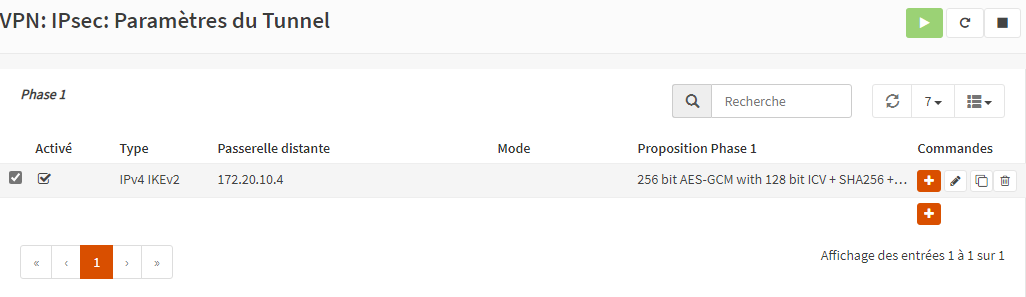 VPN: IPsec: Paramètres du Tunnel
Phase 1
Recherche
7
Activé Type Passerelle distante Mode Proposition Phase 1 Commandes
IPv4 IKEv2 172.20.10.4 256 bit AES-GCM with 128 bit ICV + SHA256 +...
« ‹ 1 › »
Affichage des entrées 1 à 1 sur 1